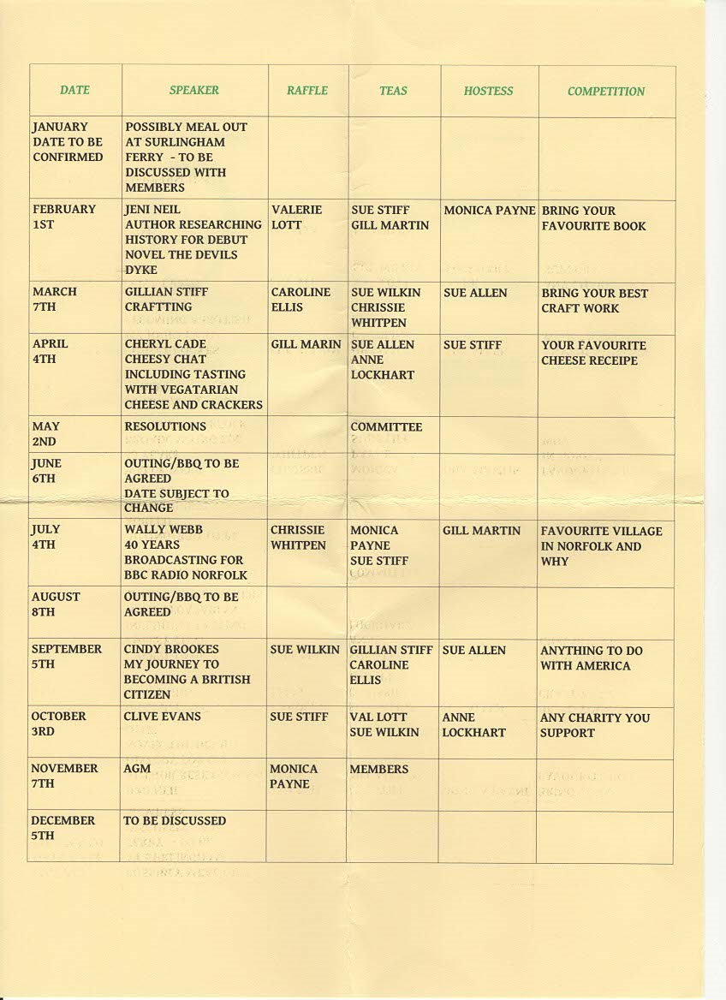 DATE SPEAKER RAFFLE TEAS HOSTESS COMPETITION
JANUARY
DATE TO BE
CONFIRMED
POSSIBLY MEAL OUT
AT SURLINGHAM
FERRY - TO BE
DISCUSSED WITH
MEMBERS
FEBRUARY
1ST
JENI NEIL
AUTHOR RESEARCHING
HISTORY FOR DEBUT
NOVEL THE DEVILS
DYKE
VALERIE
LOTT
SUE STIFF
GILL MARTIN
MONICA PAYNE
BRING YOUR
FAVOURITE BOOK
MARCH
7TH
GILLIAN STIFF
CRAFTTING
CAROLINE
ELLIS
SUE WILKIN
CHRISSIE
WHITPEN
SUE ALLEN
BRING YOUR BEST
CRAFT WORK
APRIL
4TH
CHERYL CADE
CHEESY CHAT
INCLUDING TASTING
WITH VEGATARIAN
CHEESE AND CRACKERS
GILL MARIN
SUE ALLEN
ANNE
LOCKHART
SUE STIFF
YOUR FAVOURITE
CHEESE RECEIPE
MAY
2ND
RESOLUTIONS
COMMITTEE
JUNE
6TH
OUTING/BBQ TO BE
AGREED
DATE SUBJECT TO
CHANGE
JULY
4TH
WALLY WEBB
40 YEARS
BROADCASTING FOR
BBC RADIO NORFOLK
CHRISSIE
WHITPEN
MONICA
PAYNE
SUE STIFF
GILL MARTIN
FAVOURITE VILLAGE
IN NORFOLK AND
WHY
AUGUST
8TH
OUTING/BBQ TO BE
AGREED
SEPTEMBER
5TH
CINDY BROOKES
MY JOURNEY TO
BECOMING A BRITISH
CITIZEN
SUE WILKIN
GILLIAN STIFF
CAROLINE
ELLIS
SUE ALLEN
ANYTHING TO DO
WITH AMERICA
OCTOBER
3RD
CLIVE EVANS
SUE STIFF
VAL LOTT
SUE WILKIN
ANNE
LOCKHART
ANY CHARITY YOU
SUPPORT
NOVEMBER
7TH
AGM
MONICA
PAYNE
MEMBERS
DECEMBER
5TH
TO BE DISCUSSED